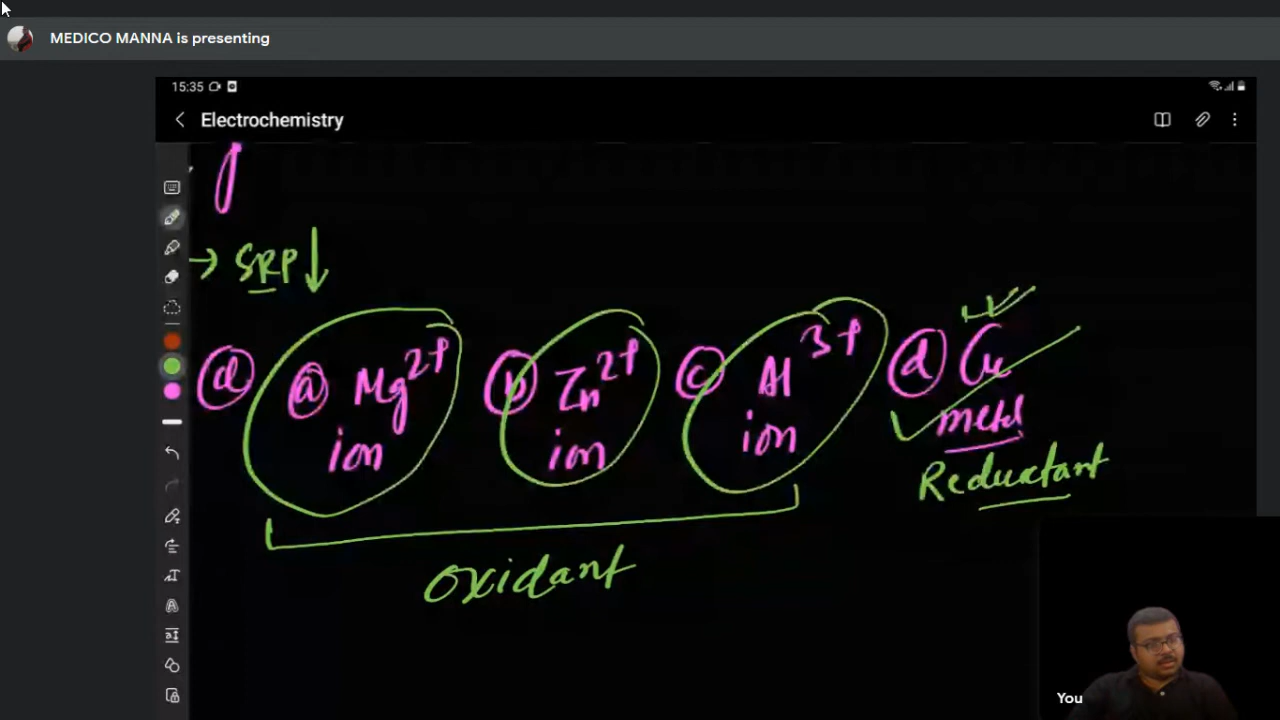 MEDICO MANNA is presenting
15:35
Electrochemistry
→ SRP ↓
ⓓ ⓐ Mg2+ ⓑ Zn2+ ⓒ Al3+ ⓓ Cu
ion ion ion metal
Reductant
Oxidant
You